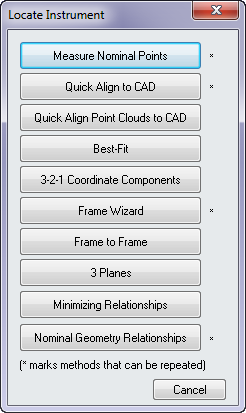 Locate Instrument
Measure Nominal Points *
Quick Align to CAD *
Quick Align Point Clouds to CAD
Best-Fit
3-2-1 Coordinate Components
Frame Wizard *
Frame to Frame
3 Planes
Minimizing Relationships
Nominal Geometry Relationships *
(* marks methods that can be repeated)
Cancel